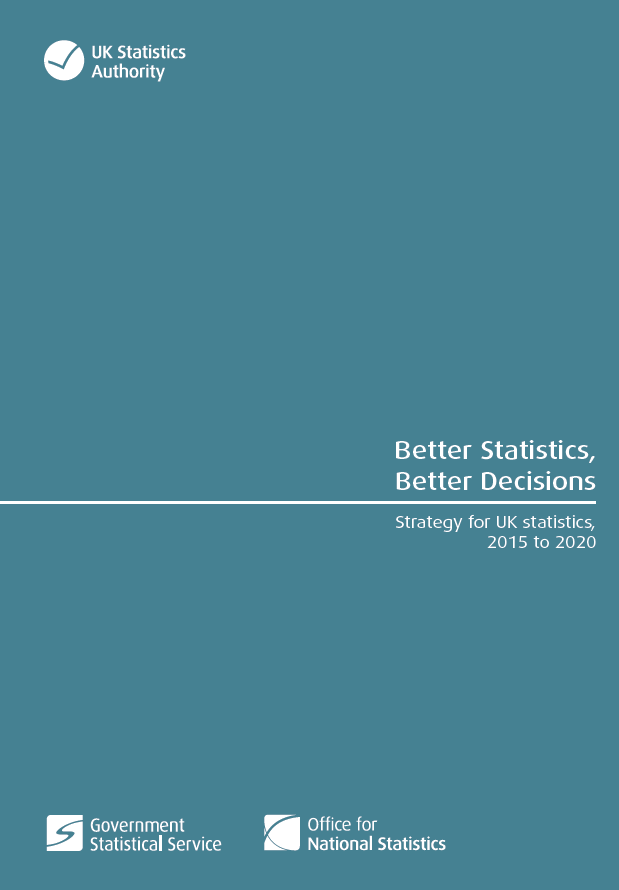 UK Statistics
Authority
Better Statistics,
Better Decisions
Strategy for UK statistics,
2015 to 2020
Government
Statistical Service
Office for
National Statistics